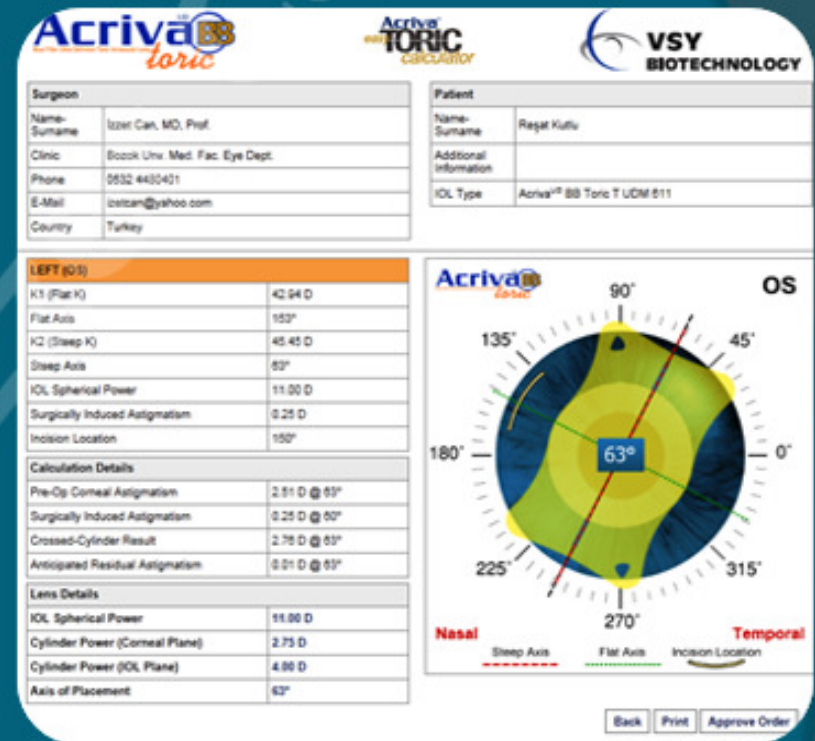 Acriva UD BB toric
Acriva easy TORIC calculator
VSY BIOTECHNOLOGY
Surgeon
Name-Surname Izzet Can, MD, Prof.
Clinic Bozok Unv. Med. Fac. Eye Dept.
Phone 0532 4430401
E-Mail izzetcan@yahoo.com
Country Turkey
Patient
Name-Surname Reşat Kutlu
Additional Information
IOL Type Acriva UD BB Toric T UDM 611
LEFT (OS)
K1 (Flat K) 42.94 D
Flat Axis 153°
K2 (Steep K) 45.45 D
Steep Axis 63°
IOL Spherical Power 11.00 D
Surgically Induced Astigmatism 0.25 D
Incision Location 150°
Calculation Details
Pre-Op Corneal Astigmatism 2.51 D @ 63°
Surgically Induced Astigmatism 0.25 D @ 60°
Crossed-Cylinder Result 2.76 D @ 63°
Anticipated Residual Astigmatism 0.01 D @ 63°
Lens Details
IOL Spherical Power 11.00 D
Cylinder Power (Corneal Plane) 2.75 D
Cylinder Power (IOL Plane) 4.00 D
Axis of Placement 63°
Acriva BB toric
OS
90°
135° 45°
180° 63° 0°
225° 315°
270°
Nasal Temporal
Steep Axis Flat Axis Incision Location
Back Print Approve Order